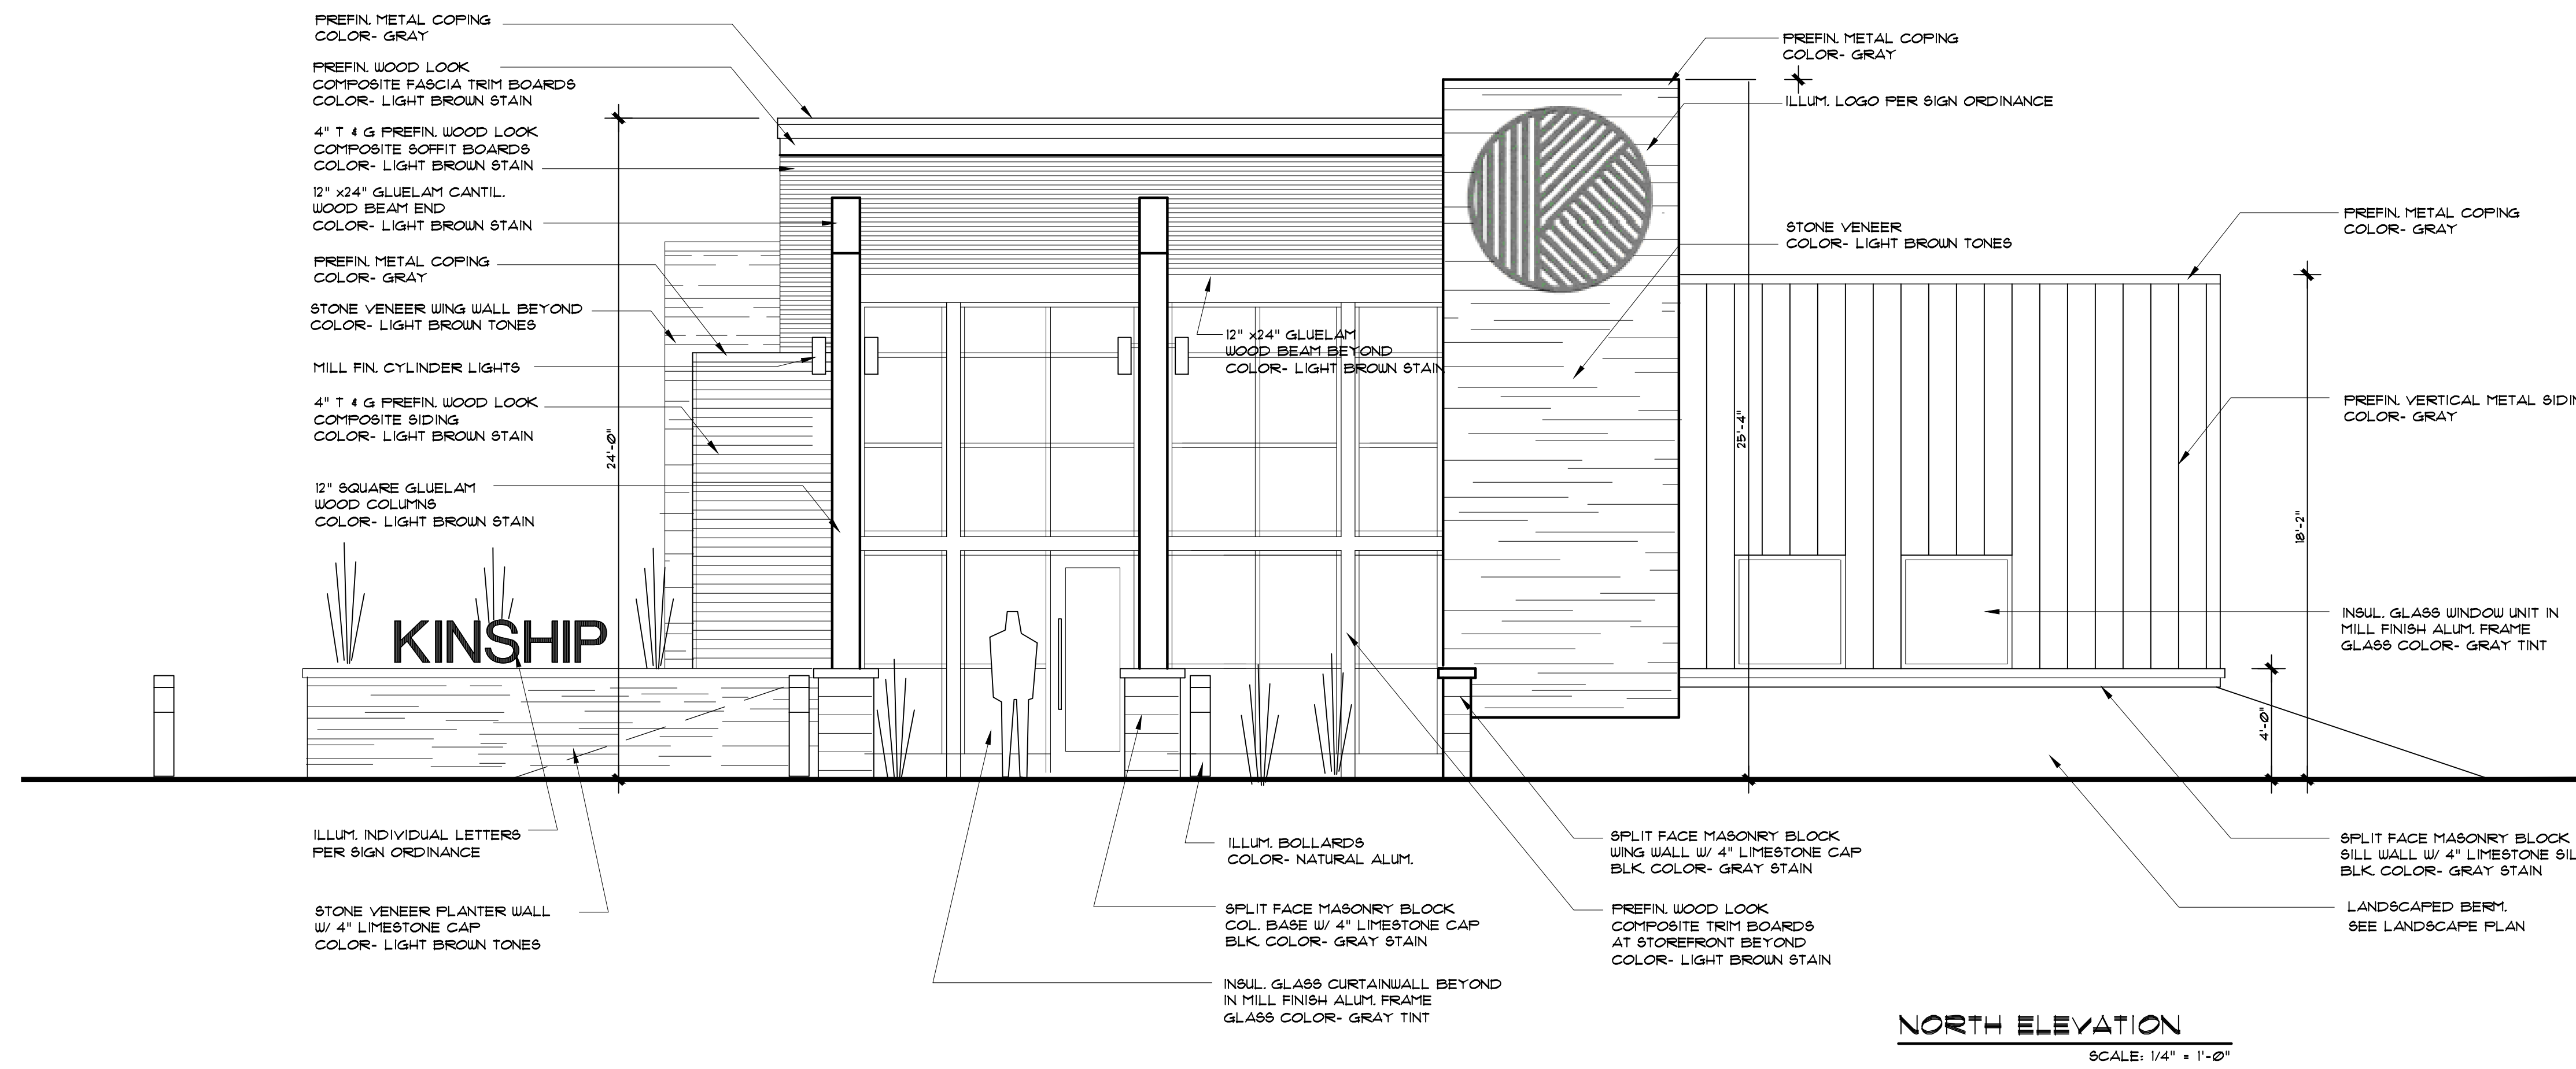 PREFIN. METAL COPING
COLOR- GRAY
PREFIN. WOOD LOOK
COMPOSITE FASCIA TRIM BOARDS
COLOR- LIGHT BROWN STAIN
4" T & G PREFIN. WOOD LOOK
COMPOSITE SOFFIT BOARDS
COLOR- LIGHT BROWN STAIN
12" x24" GLUELAM CANTIL.
WOOD BEAM END
COLOR- LIGHT BROWN STAIN
PREFIN. METAL COPING
COLOR- GRAY
STONE VENEER WING WALL BEYOND
COLOR- LIGHT BROWN TONES
MILL FIN. CYLINDER LIGHTS
4" T & G PREFIN. WOOD LOOK
COMPOSITE SIDING
COLOR- LIGHT BROWN STAIN
12" SQUARE GLUELAM
WOOD COLUMNS
COLOR- LIGHT BROWN STAIN
24'-0"
KINSHIP
ILLUM. INDIVIDUAL LETTERS
PER SIGN ORDINANCE
STONE VENEER PLANTER WALL
W/ 4" LIMESTONE CAP
COLOR- LIGHT BROWN TONES
12" x24" GLUELAM
WOOD BEAM BEYOND
COLOR- LIGHT BROWN STAIN
ILLUM. BOLLARDS
COLOR- NATURAL ALUM.
SPLIT FACE MASONRY BLOCK
COL. BASE W/ 4" LIMESTONE CAP
BLK. COLOR- GRAY STAIN
INSUL. GLASS CURTAINWALL BEYOND
IN MILL FINISH ALUM. FRAME
GLASS COLOR- GRAY TINT
PREFIN. METAL COPING
COLOR- GRAY
ILLUM. LOGO PER SIGN ORDINANCE
STONE VENEER
COLOR- LIGHT BROWN TONES
25'-4"
SPLIT FACE MASONRY BLOCK
WING WALL W/ 4" LIMESTONE CAP
BLK. COLOR- GRAY STAIN
PREFIN. WOOD LOOK
COMPOSITE TRIM BOARDS
AT STOREFRONT BEYOND
COLOR- LIGHT BROWN STAIN
PREFIN. METAL COPING
COLOR- GRAY
PREFIN. VERTICAL METAL SIDIN
COLOR- GRAY
18'-2"
INSUL. GLASS WINDOW UNIT IN
MILL FINISH ALUM. FRAME
GLASS COLOR- GRAY TINT
4'-0"
SPLIT FACE MASONRY BLOCK
SILL WALL W/ 4" LIMESTONE SIL
BLK. COLOR- GRAY STAIN
LANDSCAPED BERM.
SEE LANDSCAPE PLAN
NORTH ELEVATION
SCALE: 1/4" = 1'-0"